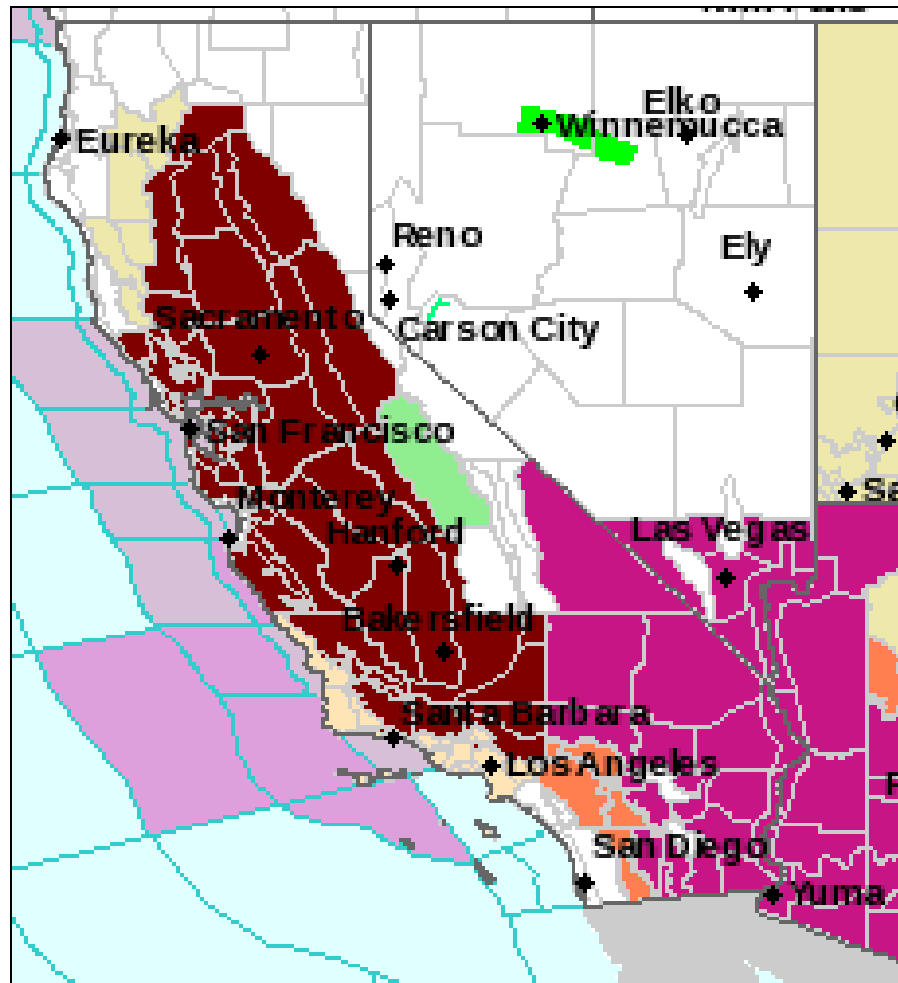 Elko
Winnemucca
Eureka
Reno
Ely
Sacramento
Carson City
San Francisco
Monterey
Hanford
Las Vegas
Bakersfield
Santa Barbara
Los Angeles
San Diego
Yuma